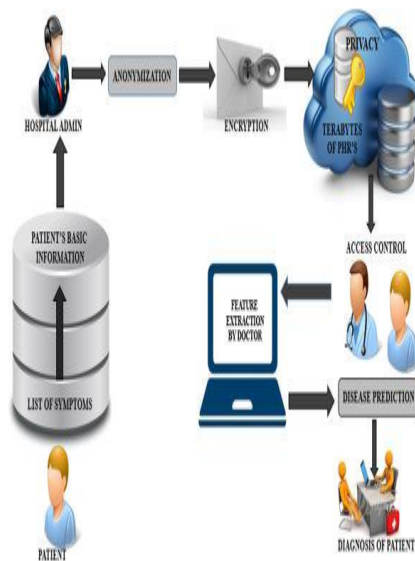 HOSPITAL ADMIN
ANONYMIZATION
ENCRYPTION
PRIVACY
TERABYTES
OF PHR'S
PATIENT'S BASIC
INFORMATION
LIST OF SYMPTOMS
PATIENT
ACCESS CONTROL
FEATURE
EXTRACTION
BY DOCTOR
DISEASE PREDICTION
DIAGNOSIS OF PATIENT